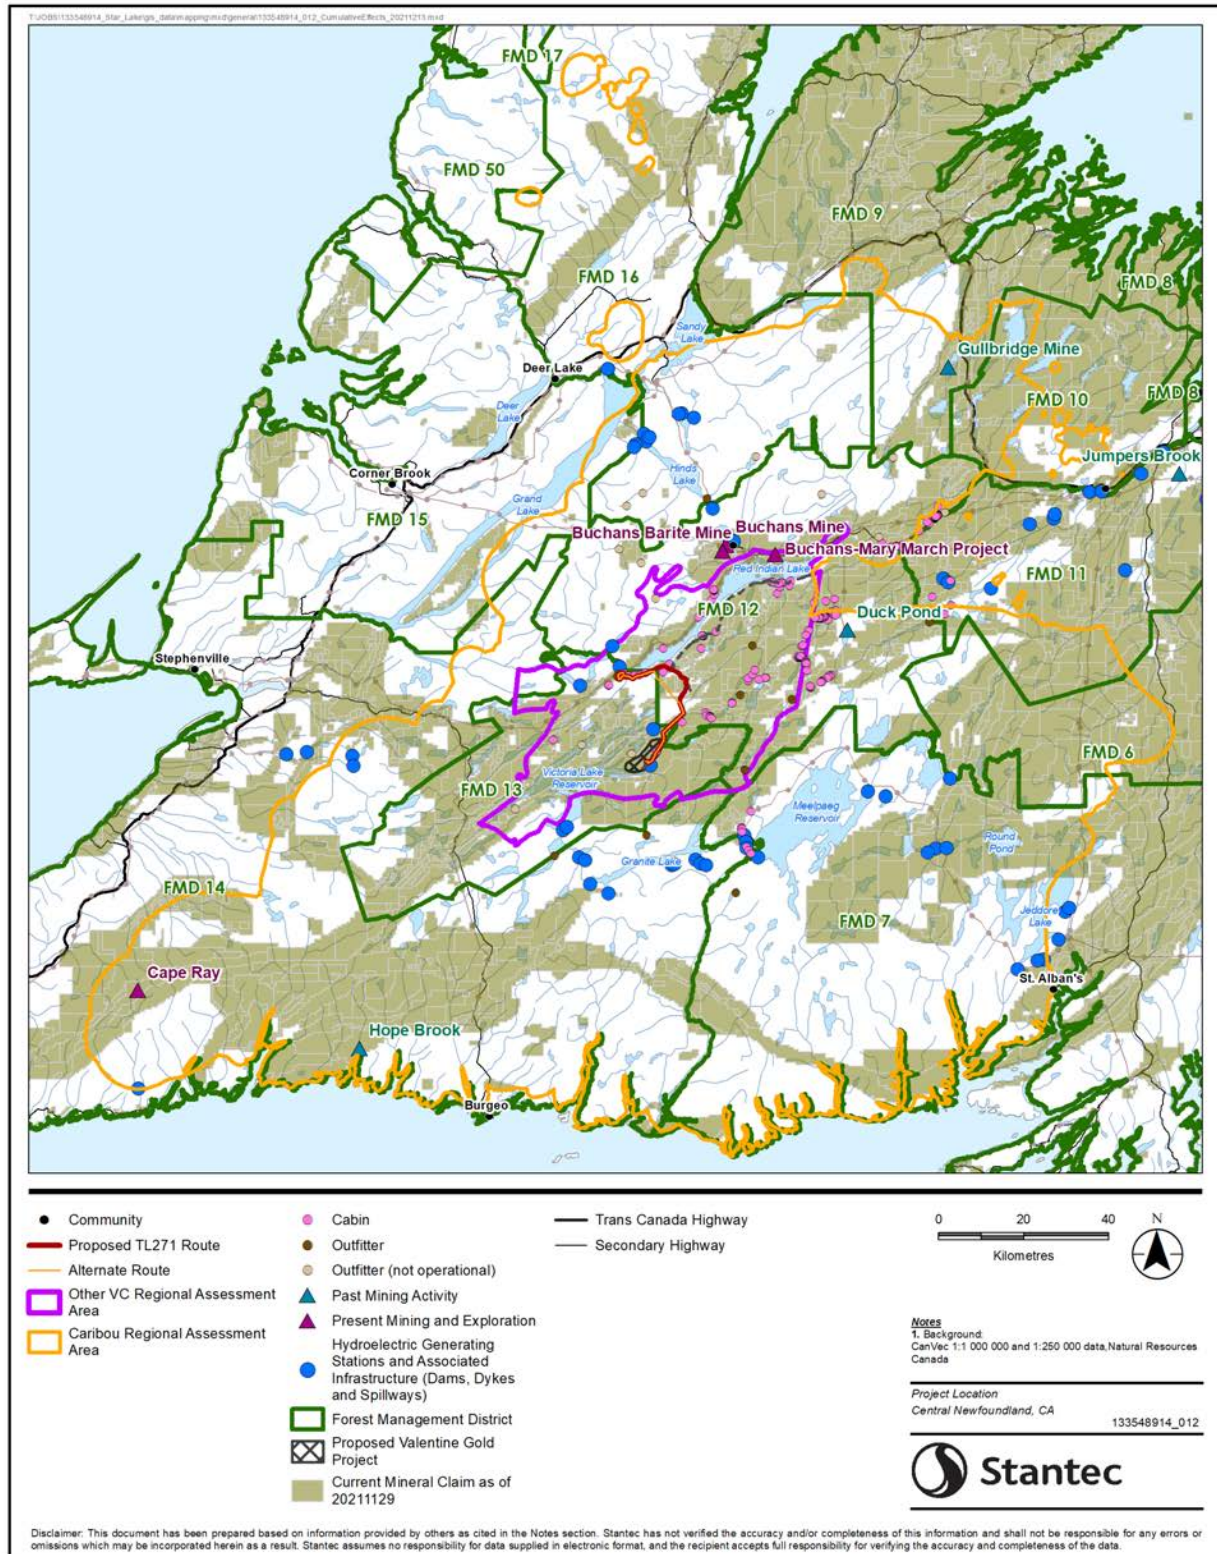 T:\JOBS\133548914_Star_Lake\gis_data\mapping\mxd\general\133548914_012_CumulativeEffects_20211213.mxd
FMD 17
FMD 50
FMD 9
FMD 16
FMD 8
Sandy
Lake
Gullbridge Mine
Deer Lake
FMD 8
Deer
Lake
FMD 10
Jumpers Brook
Corner Brook
Hinds
Lake
Grand
Lake
FMD 15
Buchans Barite Mine
Buchans Mine
Buchans-Mary March Project
Red Indian Lake
FMD 11
FMD 12
Duck Pond
Stephenville
FMD 6
Victoria Lake
Reservoir
FMD 13
Meelpaeg
Reservoir
Round
Pond
Granite Lake
FMD 14
FMD 7
Jeddore
Lake
Cape Ray
St. Alban's
Hope Brook
Burgeo
Community
Proposed TL271 Route
Alternate Route
Other VC Regional Assessment
Area
Caribou Regional Assessment
Area
Cabin
Outfitter
Outfitter (not operational)
Past Mining Activity
Present Mining and Exploration
Hydroelectric Generating
Stations and Associated
Infrastructure (Dams, Dykes
and Spillways)
Forest Management District
Proposed Valentine Gold
Project
Current Mineral Claim as of
20211129
Trans Canada Highway
Secondary Highway
0 20 40
Kilometres
N
Notes
1. Background:
CanVec 1:1 000 000 and 1:250 000 data, Natural Resources
Canada
Project Location
Central Newfoundland, CA
133548914_012
Stantec
Disclaimer: This document has been prepared based on information provided by others as cited in the Notes section. Stantec has not verified the accuracy and/or completeness of this information and shall not be responsible for any errors or
omissions which may be incorporated herein as a result. Stantec assumes no responsibility for data supplied in electronic format, and the recipient accepts full responsibility for verifying the accuracy and completeness of the data.